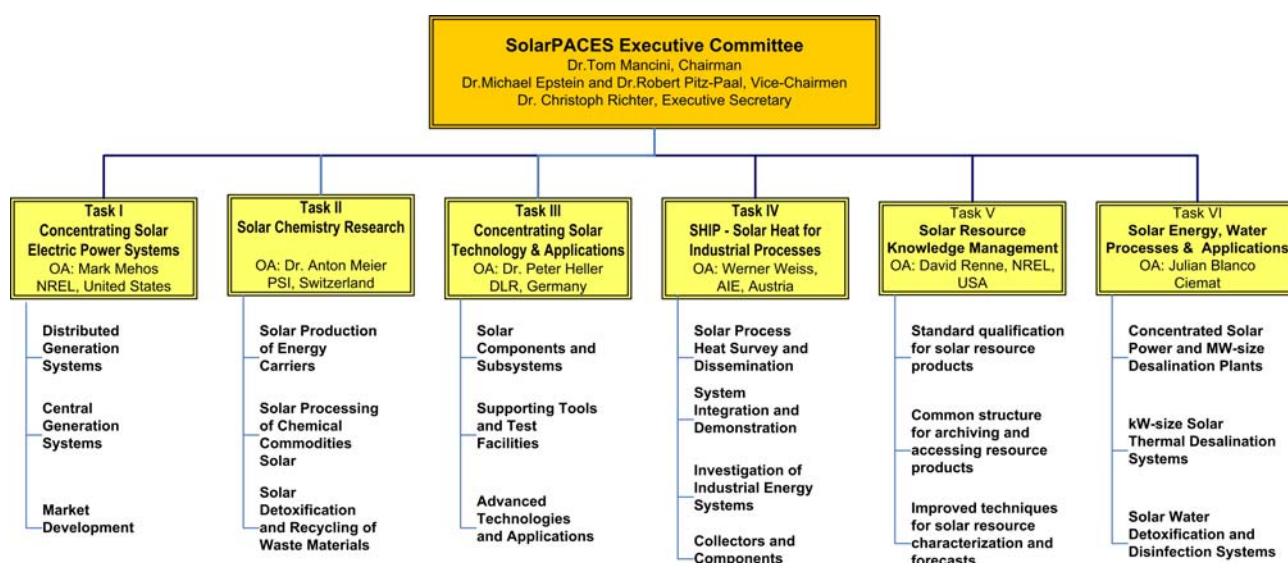 SolarPACES Executive Committee
Dr.Tom Mancini, Chairman
Dr.Michael Epstein and Dr.Robert Pitz-Paal, Vice-Chairmen
Dr. Christoph Richter, Executive Secretary
Task I
Concentrating Solar
Electric Power Systems
OA: Mark Mehos
NREL, United States
Distributed
Generation
Systems
Central
Generation
Systems
Market
Development
Task II
Solar Chemistry Research
OA: Dr. Anton Meier
PSI, Switzerland
Solar Production
of Energy
Carriers
Solar Processing
of Chemical
Commodities
Solar
Solar
Detoxification
and Recycling of
Waste Materials
Task III
Concentrating Solar
Technology & Applications
OA: Dr. Peter Heller
DLR, Germany
Solar
Components and
Subsystems
Supporting Tools
and Test
Facilities
Advanced
Technologies
and Applications
Task IV
SHIP - Solar Heat for
Industrial Processes
OA: Werner Weiss,
AIE, Austria
Solar Process
Heat Survey and
Dissemination
System
Integration and
Demonstration
Investigation of
Industrial Energy
Systems
Collectors and
Components
Task V
Solar Resource
Knowledge Management
OA: David Renne, NREL,
USA
Standard qualification
for solar resource
products
Common structure
for archiving and
accessing resource
products
Improved techniques
for solar resource
characterization and
forecasts
Task VI
Solar Energy, Water
Processes & Applications
OA: Julian Blanco
Ciemat
Concentrated Solar
Power and MW-size
Desalination Plants
kW-size Solar
Thermal Desalination
Systems
Solar Water
Detoxification and
Disinfection Systems